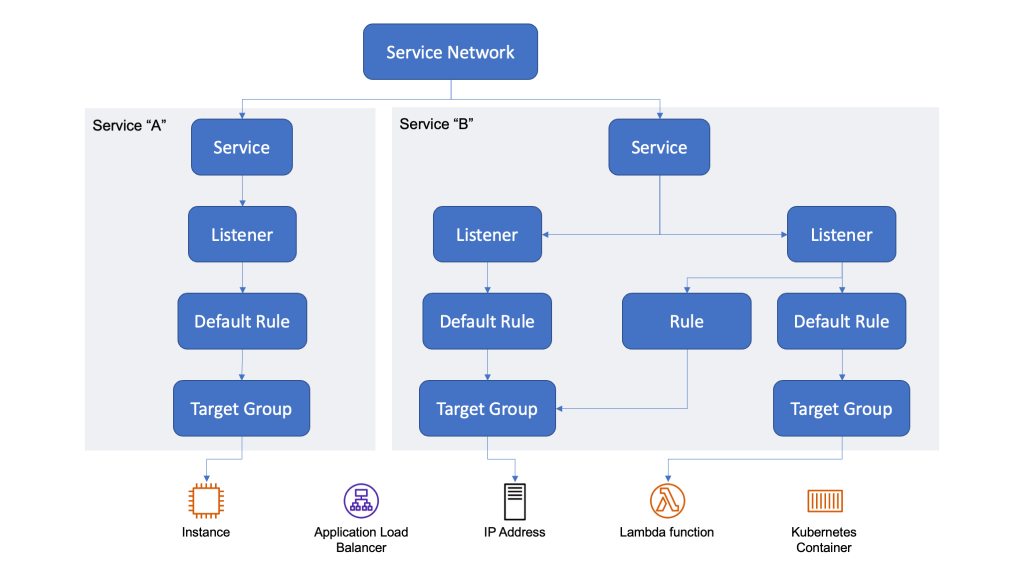 Service Network
Service “A”
Service “B”
Service
Service
Listener
Listener
Listener
Default Rule
Default Rule
Rule
Default Rule
Target Group
Target Group
Target Group
Instance
Application Load
Balancer
IP Address
Lambda function
Kubernetes
Container